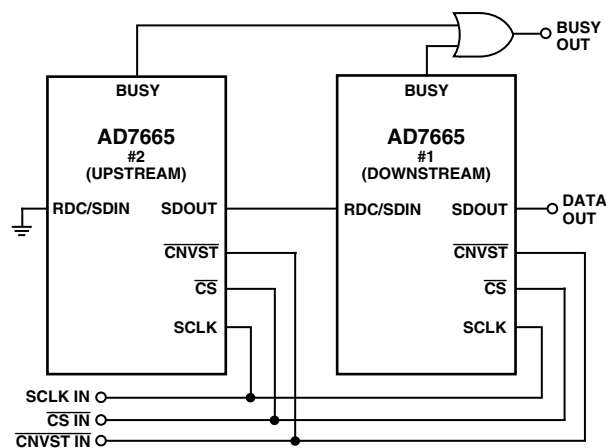 BUSY
OUT
BUSY
BUSY
AD7665
#2
(UPSTREAM)
AD7665
#1
(DOWNSTREAM)
RDC/SDIN
SDOUT
RDC/SDIN
SDOUT
DATA
OUT
CNVST
CNVST
CS
CS
SCLK
SCLK
SCLK IN
CS IN
CNVST IN